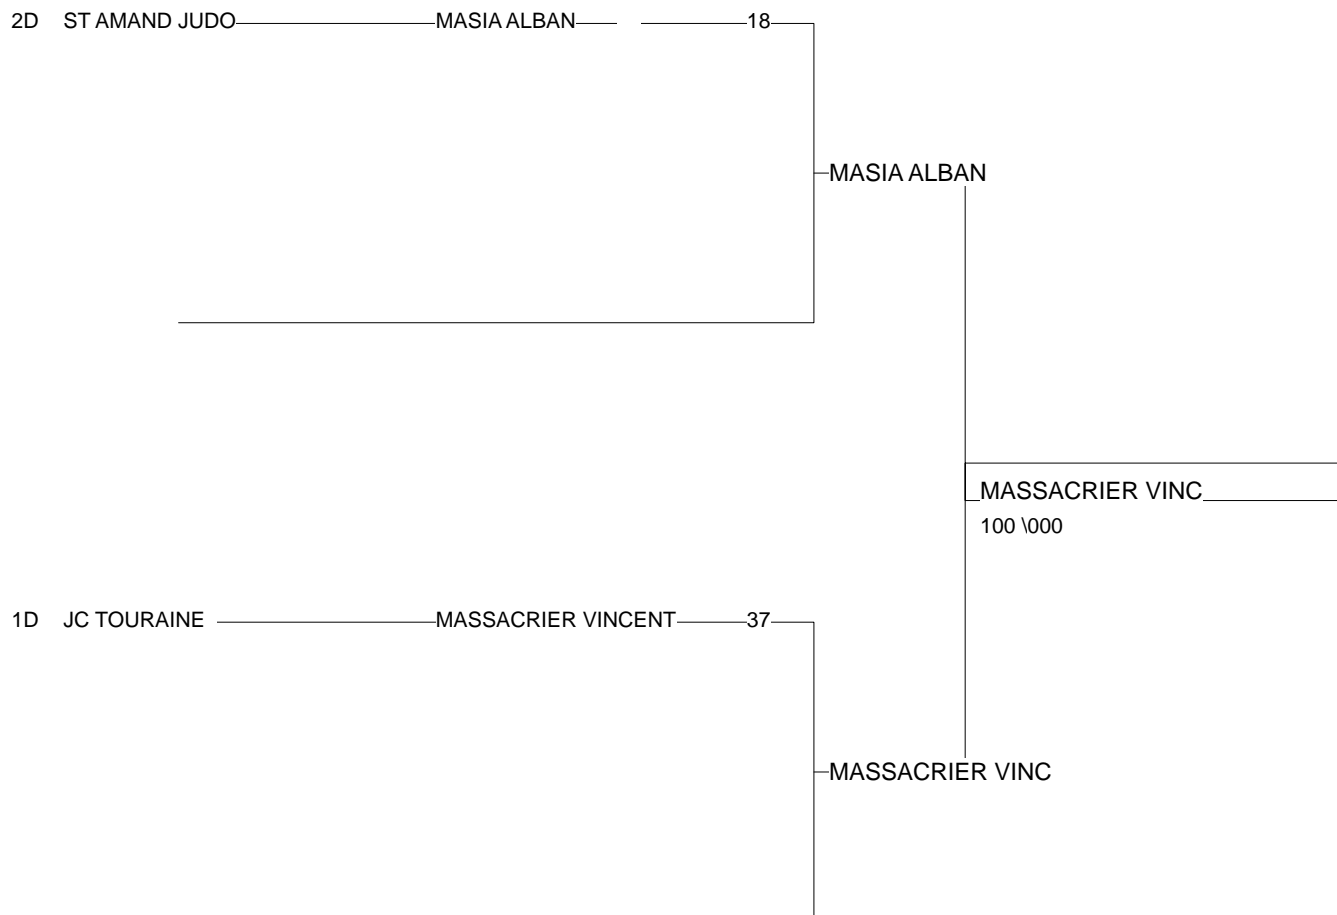 2D ST AMAND JUDO MASIA ALBAN 18
MASIA ALBAN
MASSACRIER VINC
100 \000
1D JC TOURAINE MASSACRIER VINCENT 37
MASSACRIER VINC